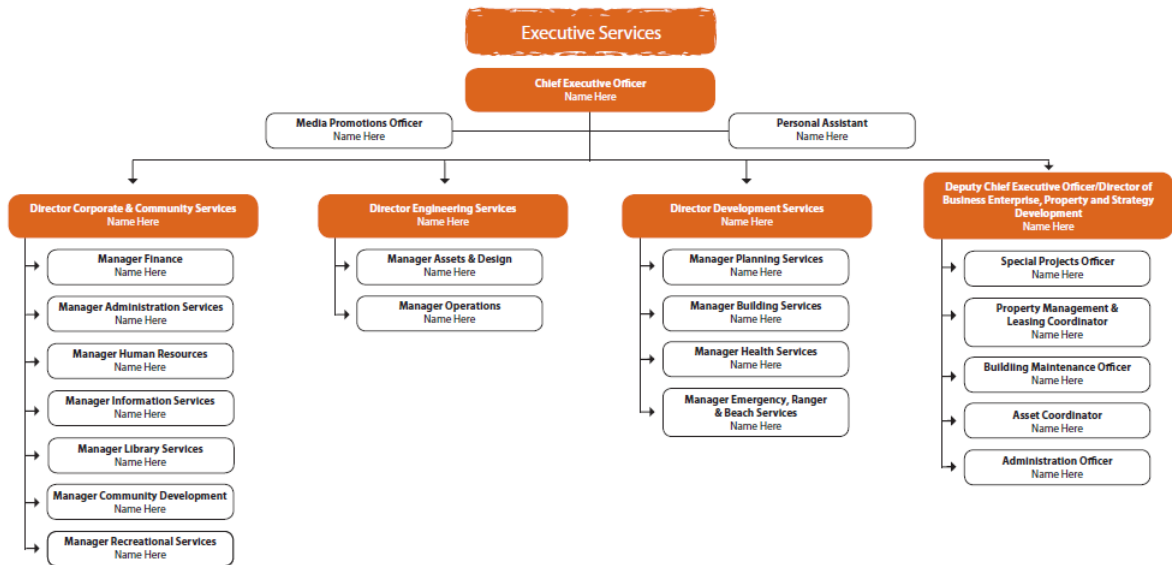 Executive Services
Chief Executive Officer
Name Here
Media Promotions Officer
Name Here
Personal Assistant
Name Here
Director Corporate & Community Services
Name Here
Manager Finance
Name Here
Manager Administration Services
Name Here
Manager Human Resources
Name Here
Manager Information Services
Name Here
Manager Library Services
Name Here
Manager Community Development
Name Here
Manager Recreational Services
Name Here
Director Engineering Services
Name Here
Manager Assets & Design
Name Here
Manager Operations
Name Here
Director Development Services
Name Here
Manager Planning Services
Name Here
Manager Building Services
Name Here
Manager Health Services
Name Here
Manager Emergency, Ranger
& Beach Services
Name Here
Deputy Chief Executive Officer/Director of
Business Enterprise, Property and Strategy
Development
Name Here
Special Projects Officer
Name Here
Property Management &
Leasing Coordinator
Name Here
Building Maintenance Officer
Name Here
Asset Coordinator
Name Here
Administration Officer
Name Here